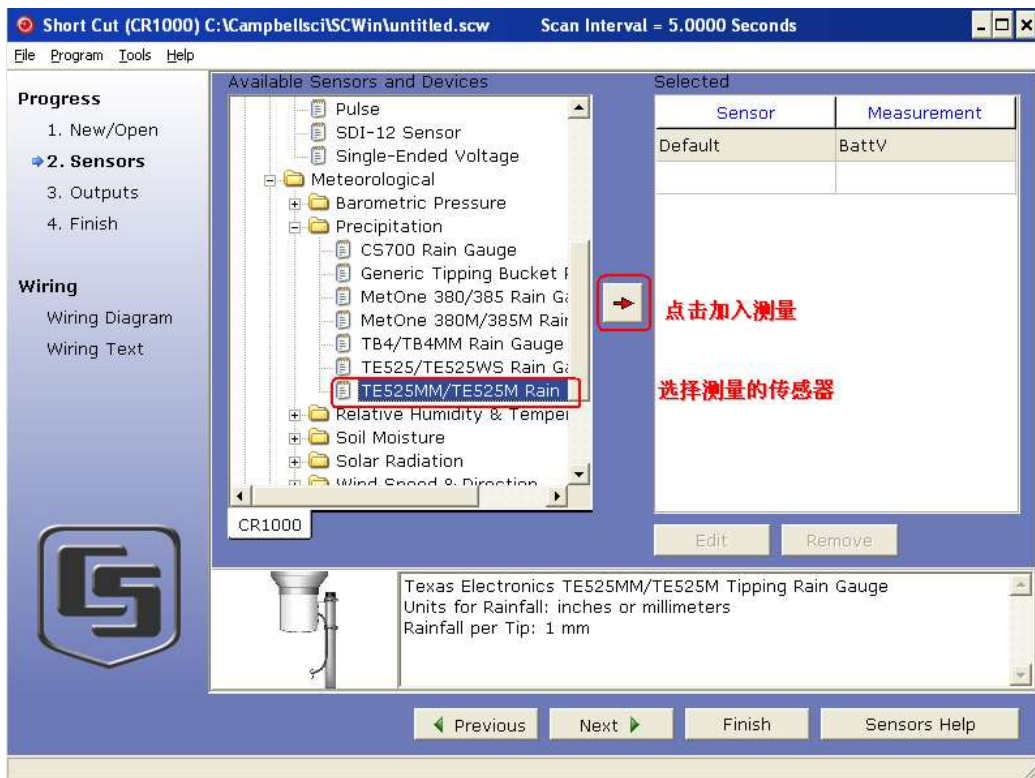 Short Cut (CR1000) C:\Campbellsci\SCWin\untitled.scw Scan Interval = 5.0000 Seconds
File Program Tools Help
Progress
1. New/Open
2. Sensors
3. Outputs
4. Finish
Wiring
Wiring Diagram
Wiring Text
Available Sensors and Devices
Pulse
SDI-12 Sensor
Single-Ended Voltage
Meteorological
Barometric Pressure
Precipitation
CS700 Rain Gauge
Generic Tipping Bucket
MetOne 380/385 Rain Ga
MetOne 380M/385M Rair
TB4/TB4MM Rain Gauge
TE525/TE525WS Rain Ga
TE525MM/TE525M Rain
Relative Humidity & Temper
Soil Moisture
Solar Radiation
Wind Speed & Direction
CR1000
Selected
Sensor Measurement
Default BattV
点击加入测量
选择测量的传感器
Edit Remove
Texas Electronics TE525MM/TE525M Tipping Rain Gauge
Units for Rainfall: inches or millimeters
Rainfall per Tip: 1 mm
Previous Next Finish Sensors Help